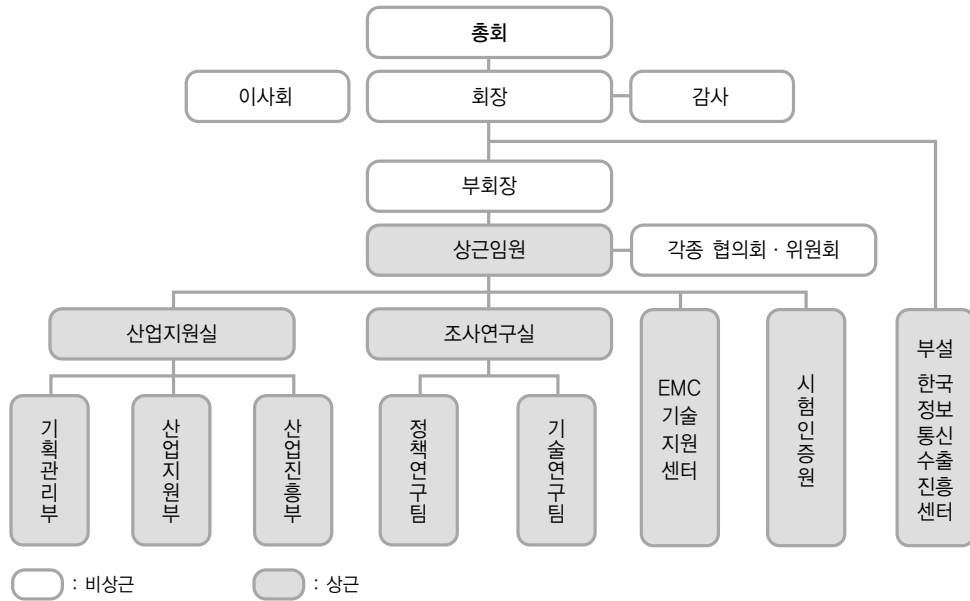 총회
이사회
회장
감사
부회장
상근임원
각종 협의회 · 위원회
산업지원실
조사연구실
기획관리부
산업지원부
산업진흥부
정책연구팀
기술연구팀
EMC
기술
지원
센터
시험인증원
부설
한국
정보
통신
수출
진흥
센터
: 비상근
: 상근